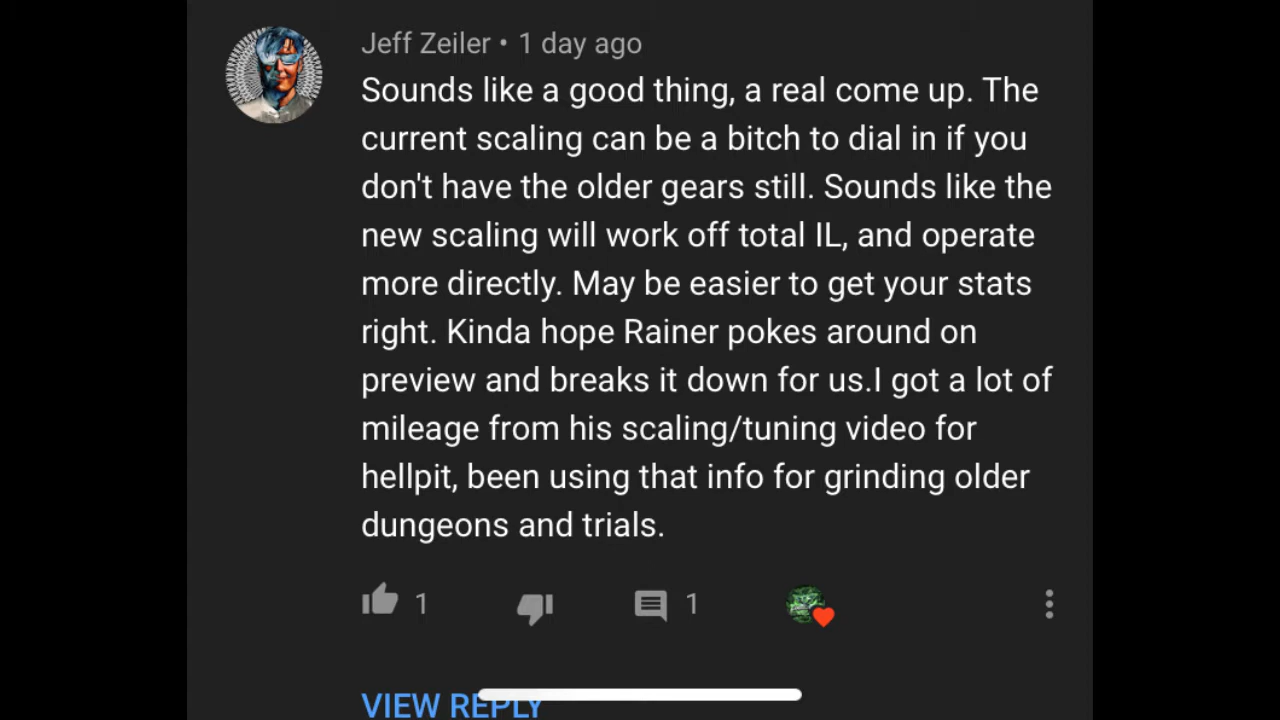 Jeff Zeiler • 1 day ago
Sounds like a good thing, a real come up. The
current scaling can be a bitch to dial in if you
don't have the older gears still. Sounds like the
new scaling will work off total IL, and operate
more directly. May be easier to get your stats
right. Kinda hope Rainer pokes around on
preview and breaks it down for us.I got a lot of
mileage from his scaling/tuning video for
hellpit, been using that info for grinding older
dungeons and trials.
1 1
VIEW REPLY